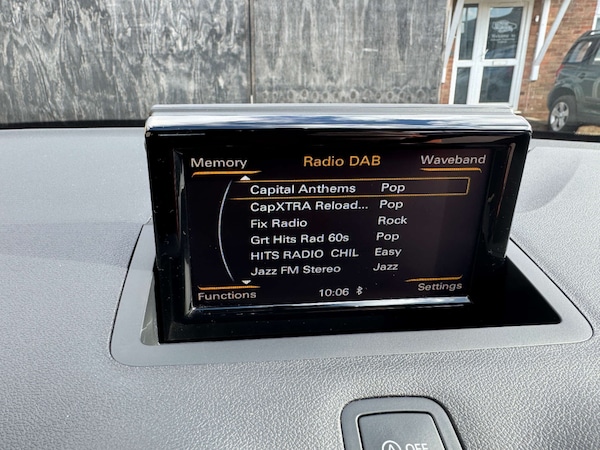 Memory Radio DAB Waveband
Capital Anthems Pop
CapXTRA Reload... Pop
Fix Radio Rock
Grt Hits Rad 60s Pop
HITS RADIO CHIL Easy
Jazz FM Stereo Jazz
Functions 10:06 Settings
A OFF